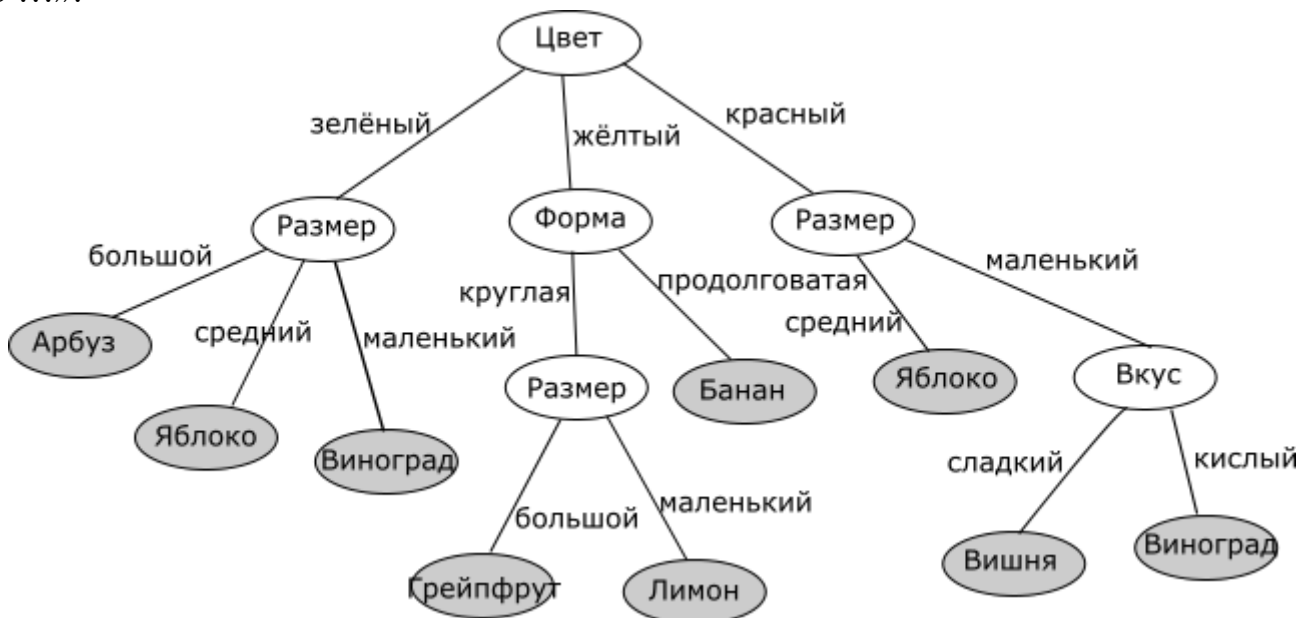 Цвет
зелёный
жёлтый
красный
Размер
Форма
Размер
большой
средний
маленький
круглая
продолговатая
средний
маленький
Арбуз
Яблоко
Виноград
Размер
Банан
Яблоко
Вкус
большой
маленький
сладкий
кислый
Грейпфрут
Лимон
Вишня
Виноград